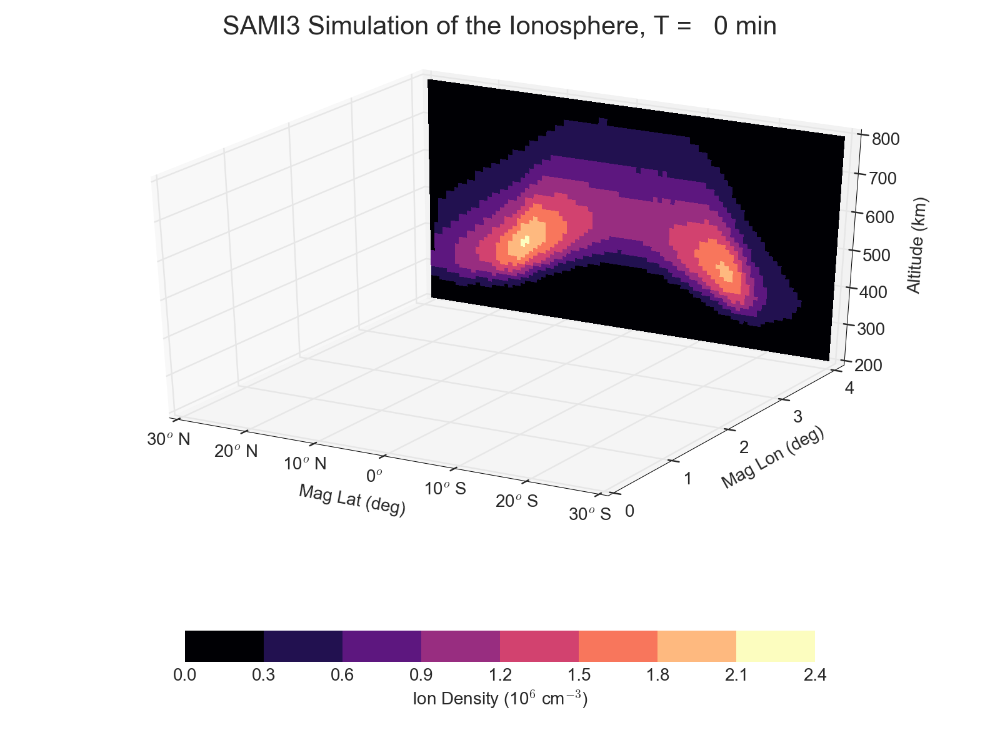 SAMI3 Simulation of the Ionosphere, T =   0 min
800
700
600
500
400
300
200
Altitude (km)
4
3
2
1
0
Mag Lon (deg)
30° N
20° N
10° N
0°
10° S
20° S
30° S
Mag Lat (deg)
0.0 0.3 0.6 0.9 1.2 1.5 1.8 2.1 2.4
Ion Density (10⁶ cm⁻³)